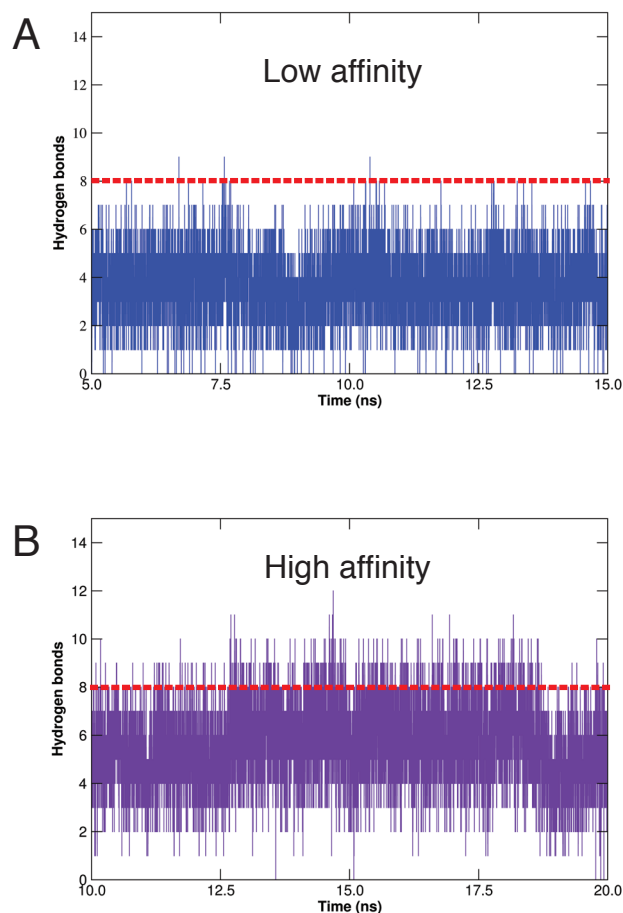 A
Low affinity
Hydrogen bonds
14
12
10
8
6
4
2
0
5.0 7.5 10.0 12.5 15.0
Time (ns)
B
High affinity
Hydrogen bonds
14
12
10
8
6
4
2
0
10.0 12.5 15.0 17.5 20.0
Time (ns)